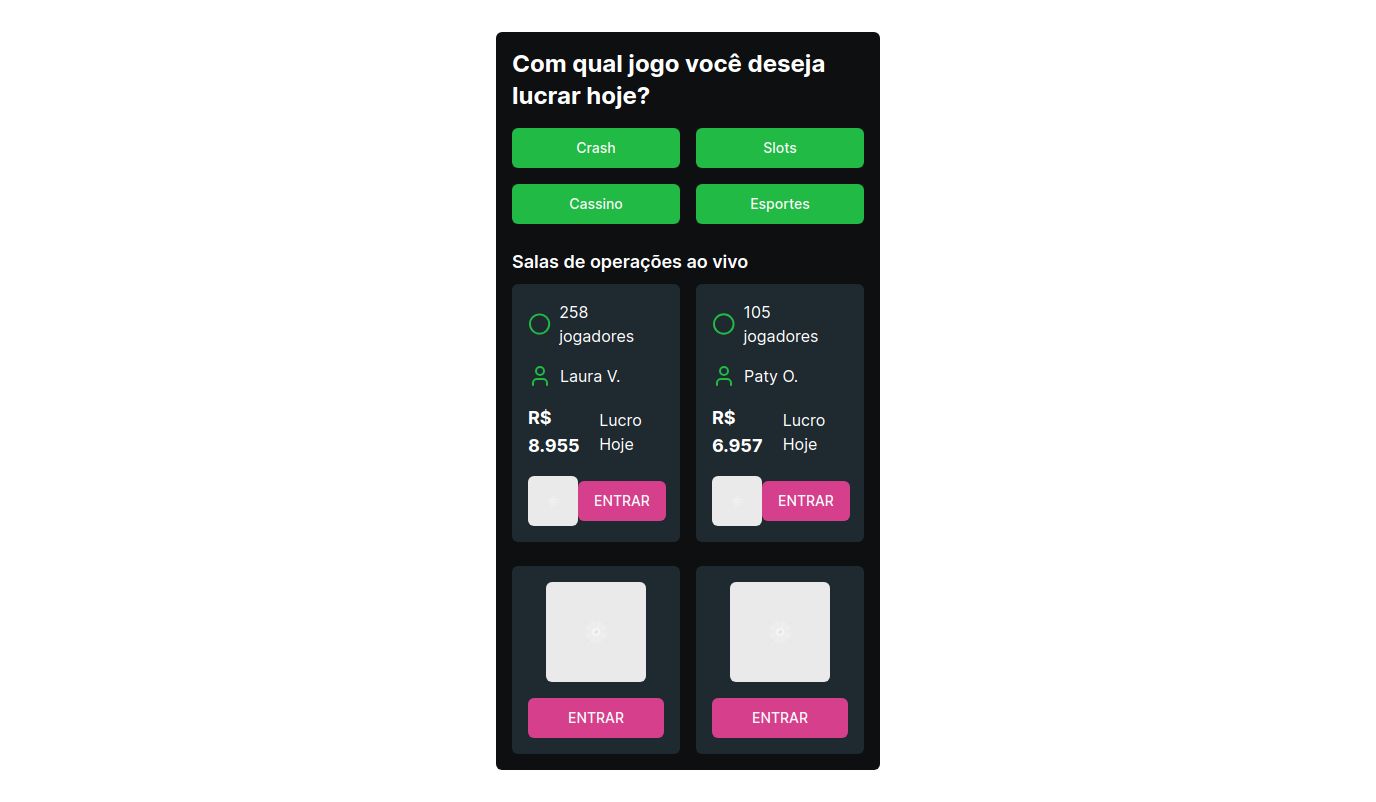 Com qual jogo você deseja
lucrar hoje?
Crash
Slots
Cassino
Esportes
Salas de operações ao vivo
258
jogadores
Laura V.
R$
8.955
Lucro
Hoje
ENTRAR
105
jogadores
Paty O.
R$
6.957
Lucro
Hoje
ENTRAR
ENTRAR
ENTRAR